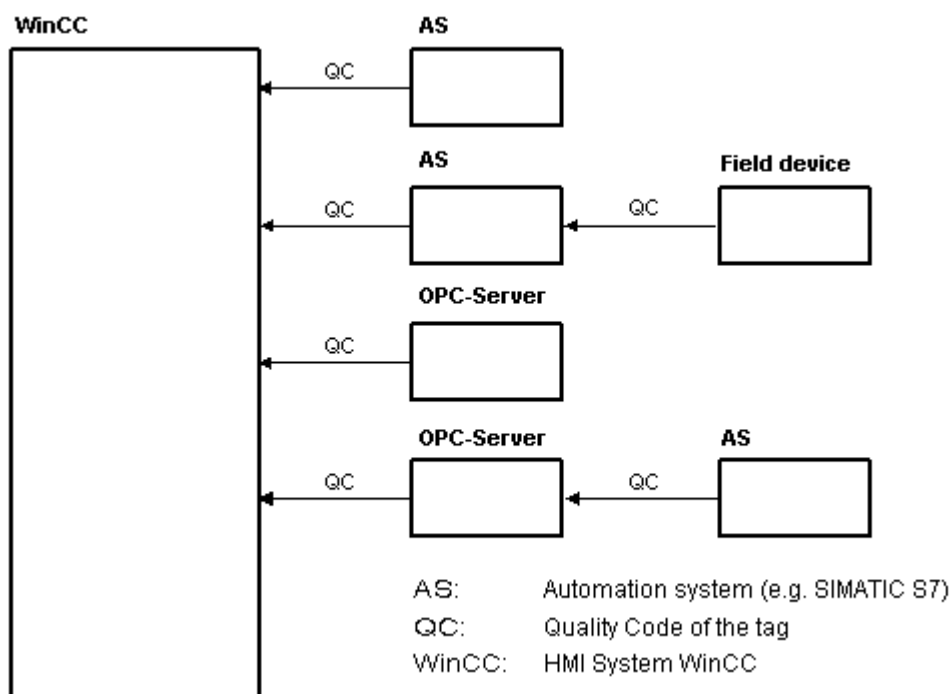 WinCC
AS
QC
AS
Field device
QC
QC
OPC-Server
QC
OPC-Server
AS
QC
QC
AS: Automation system (e.g. SIMATIC S7)
QC: Quality Code of the tag
WinCC: HMI System WinCC